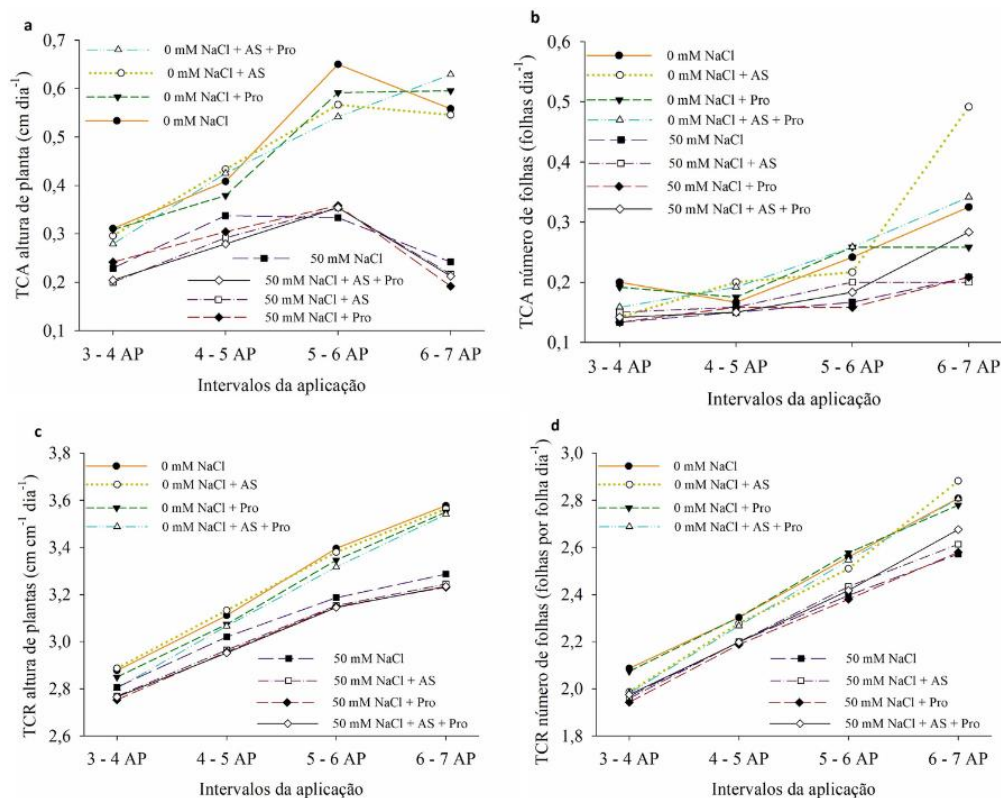 a
TCA altura de planta (cm dia-1)
0,7
0,6
0,5
0,4
0,3
0,2
0,1
0 mM NaCl + AS + Pro
0 mM NaCl + AS
0 mM NaCl + Pro
0 mM NaCl
50 mM NaCl
50 mM NaCl + AS + Pro
50 mM NaCl + AS
50 mM NaCl + Pro
3 - 4 AP 4 - 5 AP 5 - 6 AP 6 - 7 AP
Intervalos da aplicação
b
TCA número de folhas (folhas dia-1)
0,6
0,5
0,4
0,3
0,2
0,1
0 mM NaCl
0 mM NaCl + AS
0 mM NaCl + Pro
0 mM NaCl + AS + Pro
50 mM NaCl
50 mM NaCl + AS
50 mM NaCl + Pro
50 mM NaCl + AS + Pro
3 - 4 AP 4 - 5 AP 5 - 6 AP 6 - 7 AP
Intervalos da aplicação
c
TCR altura de plantas (cm cm-1 dia-1)
3,8
3,6
3,4
3,2
3,0
2,8
2,6
0 mM NaCl
0 mM NaCl + AS
0 mM NaCl + Pro
0 mM NaCl + AS + Pro
50 mM NaCl
50 mM NaCl + AS
50 mM NaCl + Pro
50 mM NaCl + AS + Pro
3 - 4 AP 4 - 5 AP 5 - 6 AP 6 - 7 AP
Intervalos da aplicação
d
TCR número de folhas (folhas por folha dia-1)
3,0
2,8
2,6
2,4
2,2
2,0
1,8
0 mM NaCl
0 mM NaCl + AS
0 mM NaCl + Pro
0 mM NaCl + AS + Pro
50 mM NaCl
50 mM NaCl + AS
50 mM NaCl + Pro
50 mM NaCl + AS + Pro
3 - 4 AP 4 - 5 AP 5 - 6 AP 6 - 7 AP
Intervalos da aplicação